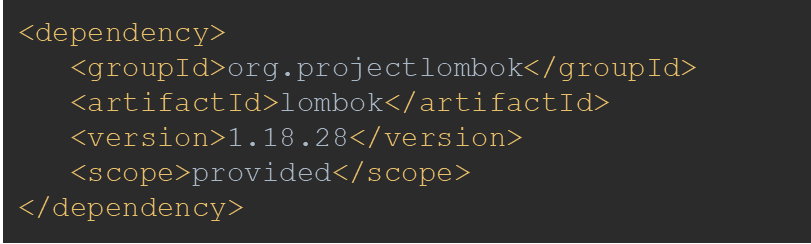 <dependency>
<groupId>org.projectlombok</groupId>
<artifactId>lombok</artifactId>
<version>1.18.28</version>
<scope>provided</scope>
</dependency>